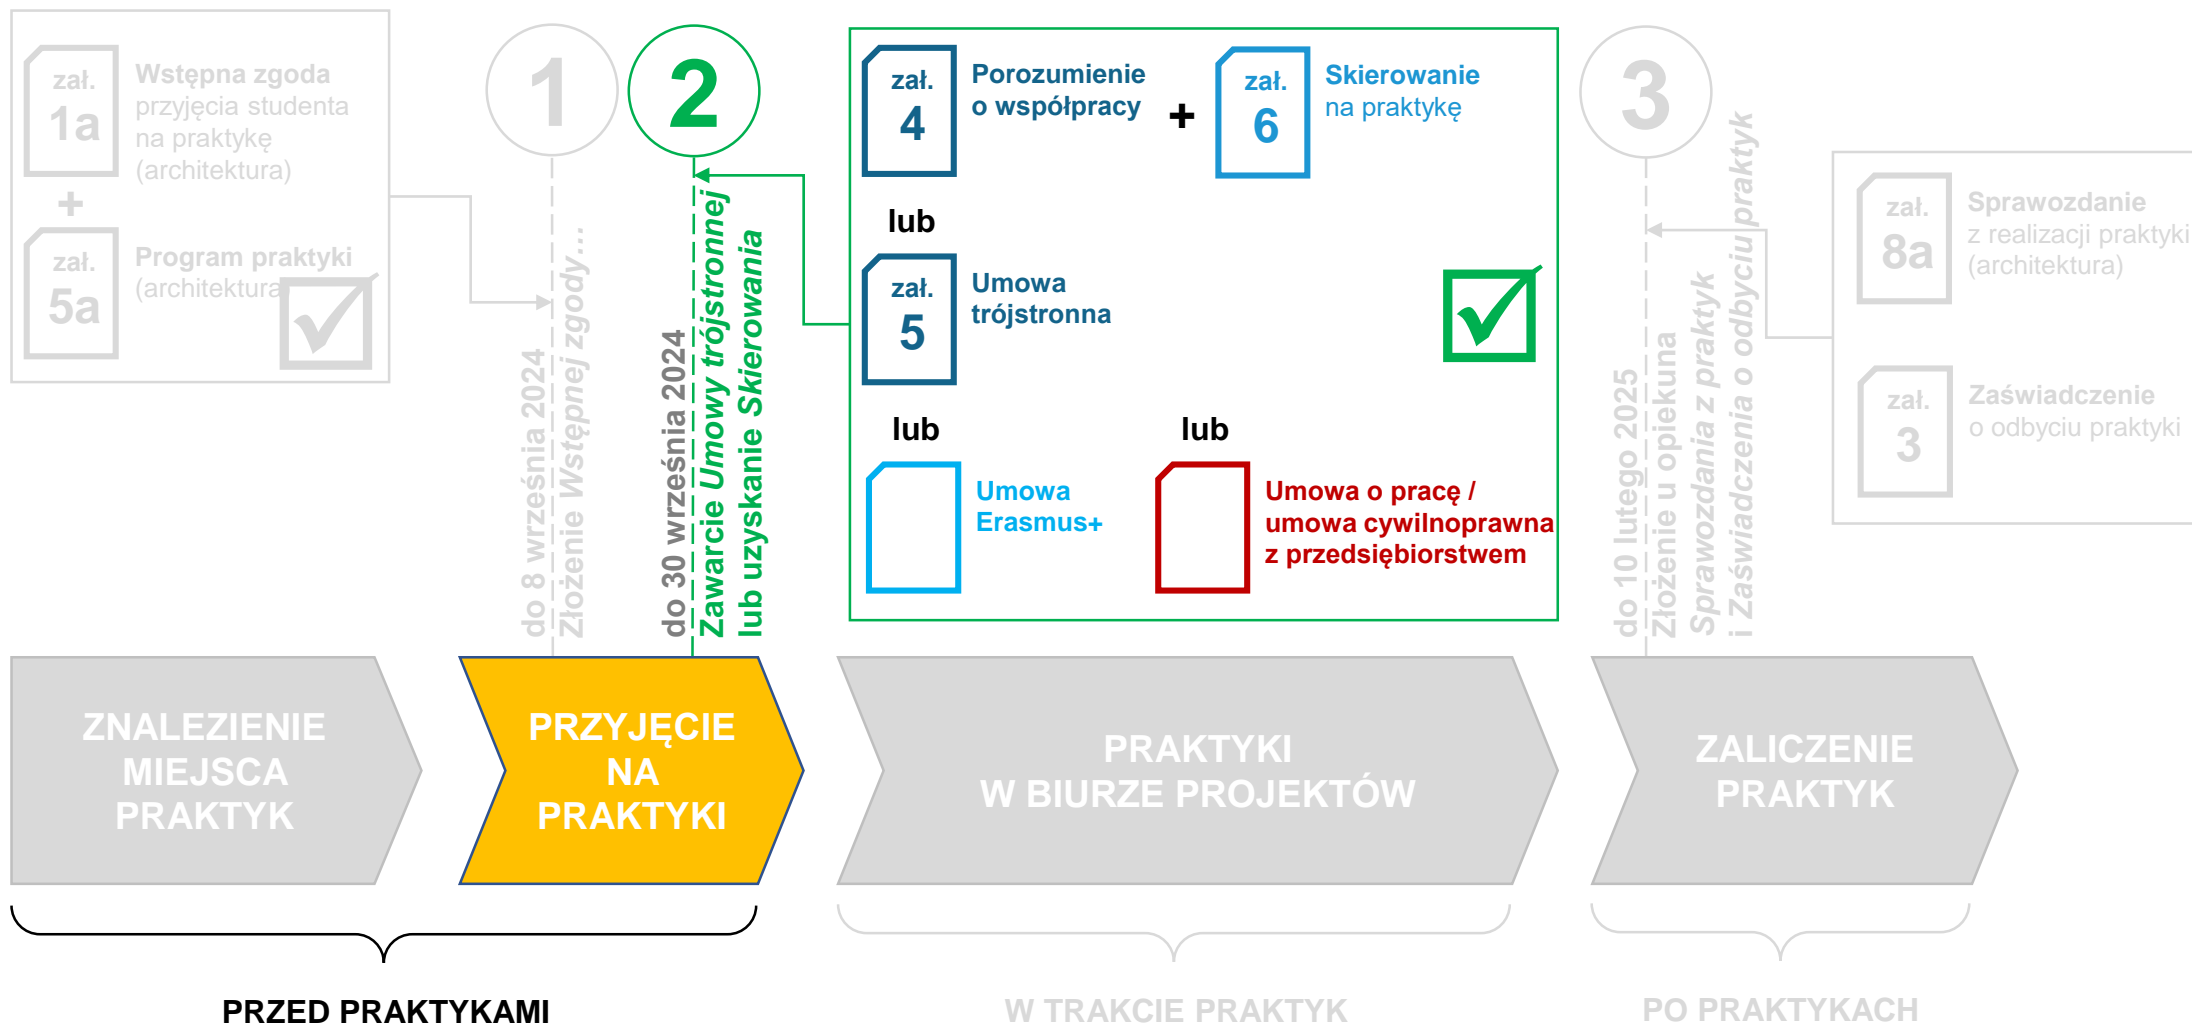 zał.
1a
Wstępna zgoda
przyjęcia studenta
na praktykę
(architektura)
+
zał.
5a
Program praktyki
(architektura
1
do 8 września 2024
Złożenie Wstępnej zgody...
2
do 30 września 2024
Zawarcie Umowy trójstronnej
lub uzyskanie Skierowania
zał.
4
Porozumienie
o współpracy
+
zał.
6
Skierowanie
na praktykę
lub
zał.
5
Umowa
trójstronna
lub
Umowa
Erasmus+
lub
Umowa o pracę /
umowa cywilnoprawna
z przedsiębiorstwem
3
do 10 lutego 2025
Złożenie u opiekuna
Sprawozdania z praktyk
i Zaświadczenia o odbyciu praktyk
zał.
8a
Sprawozdanie
z realizacji praktyki
(architektura)
zał.
3
Zaświadczenie
o odbyciu praktyki
ZNALEZIENIE
MIEJSCA
PRAKTYK
PRZYJĘCIE
NA
PRAKTYKI
PRAKTYKI
W BIURZE PROJEKTÓW
ZALICZENIE
PRAKTYK
PRZED PRAKTYKAMI
W TRAKCIE PRAKTYK
PO PRAKTYKACH